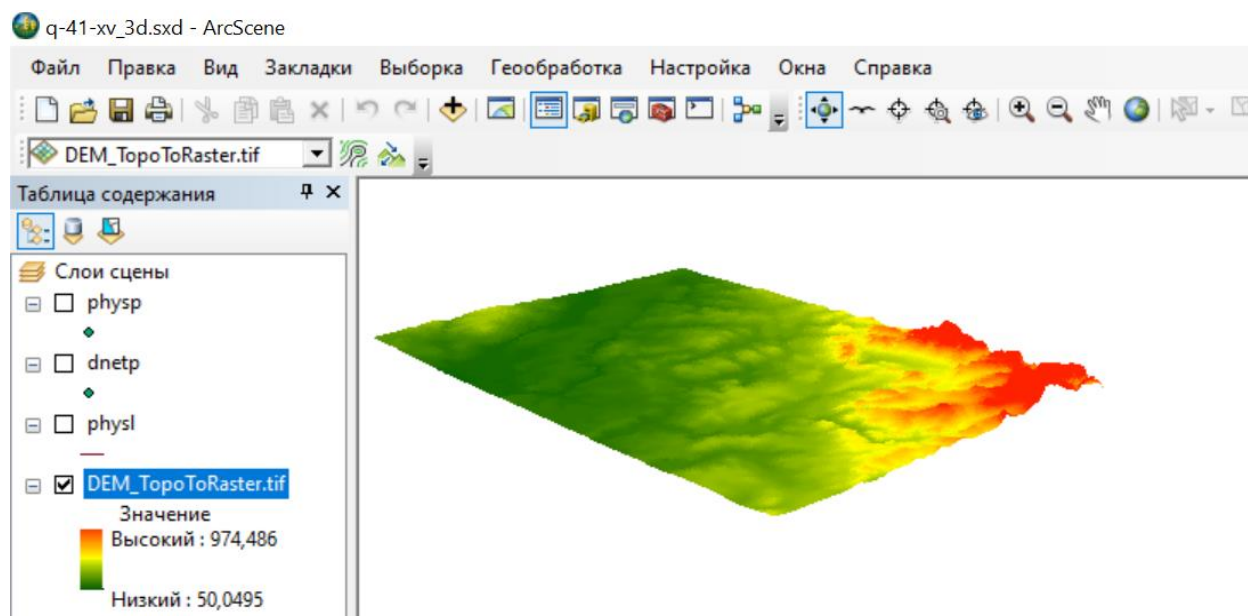 q-41-xv_3d.sxd - ArcScene
Файл Правка Вид Закладки Выборка Геообработка Настройка Окна Справка
DEM_TopoToRaster.tif
Таблица содержания
Слои сцены
physp
dnetp
physl
DEM_TopoToRaster.tif
Значение
Высокий : 974,486
Низкий : 50,0495